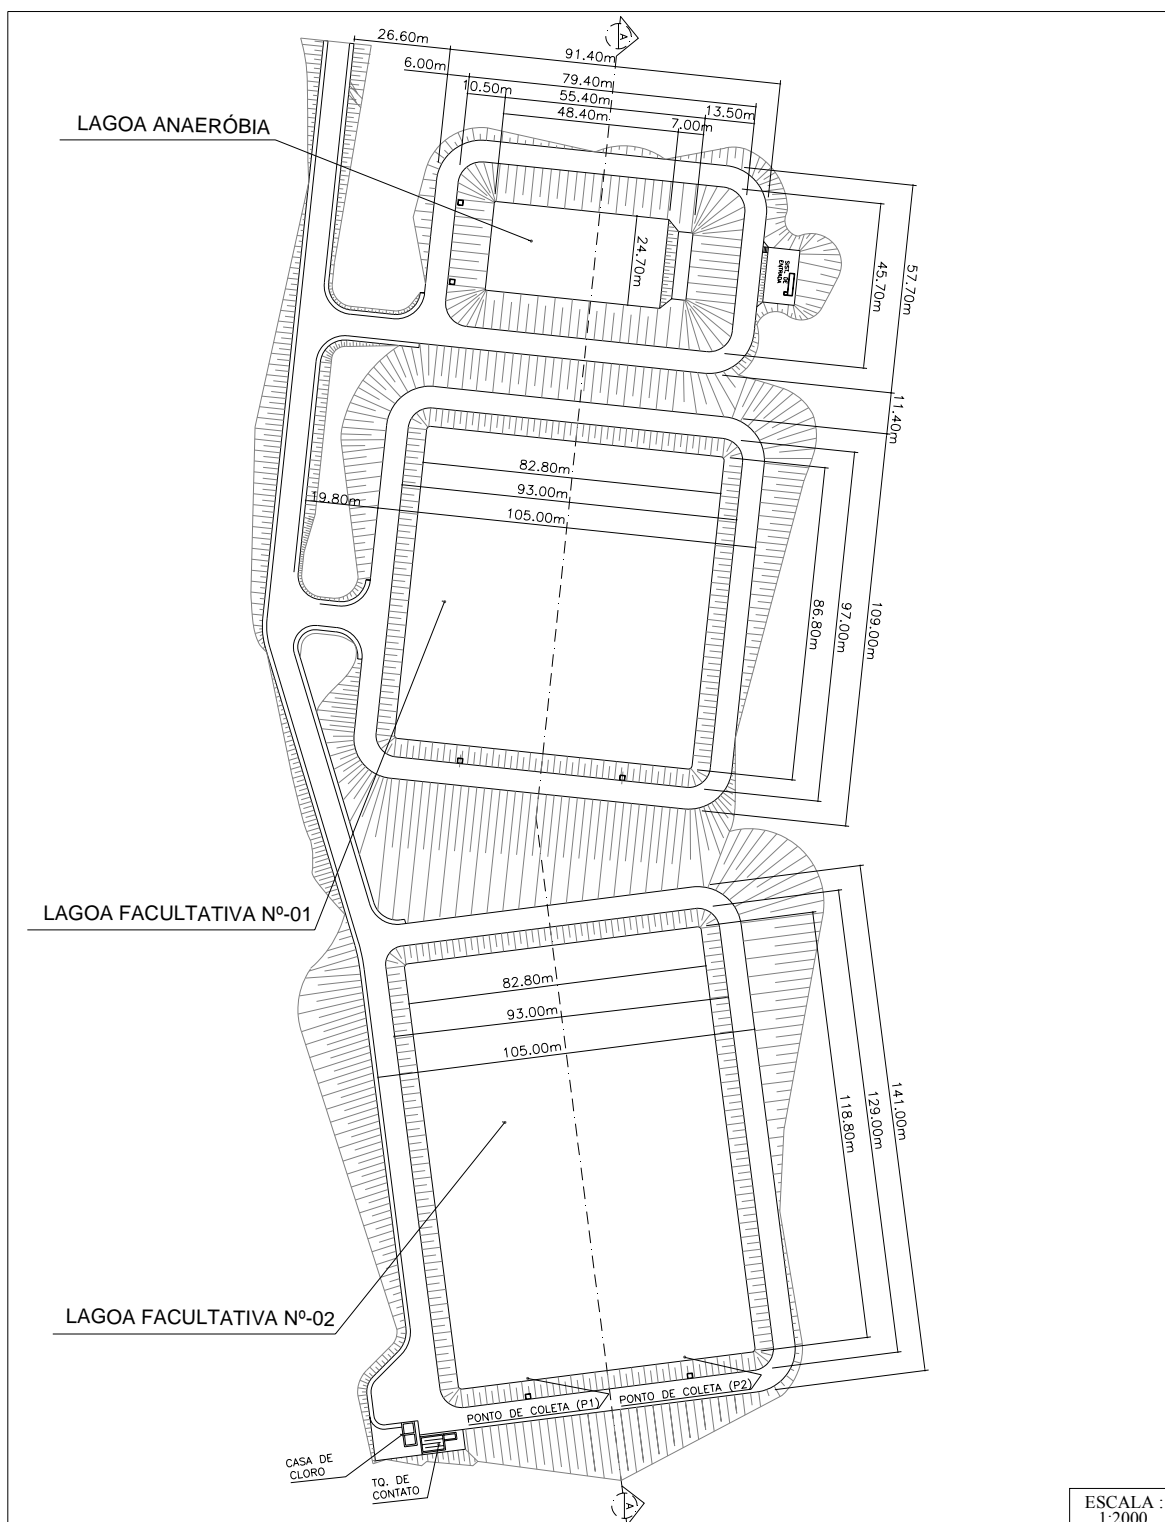 A
26.60m
91.40m
6.00m
79.40m
10.50m
55.40m
13.50m
48.40m
7.00m
LAGOA ANAERÓBIA
24.70m
SIST. DE
ENTRADA
45.70m
57.70m
11.40m
82.80m
93.00m
19.80m
105.00m
86.80m
97.00m
109.00m
LAGOA FACULTATIVA Nº-01
82.80m
93.00m
105.00m
118.80m
129.00m
141.00m
LAGOA FACULTATIVA Nº-02
PONTO DE COLETA (P1)
PONTO DE COLETA (P2)
CASA DE
CLORO
TQ. DE
CONTATO
A
ESCALA :
1:2000